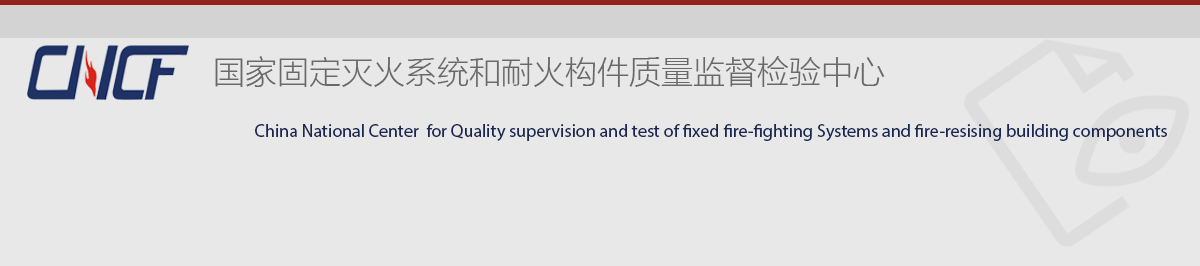 CNCF 国家固定灭火系统和耐火构件质量监督检验中心
China National Center for Quality supervision and test of fixed fire-fighting Systems and fire-resising building components